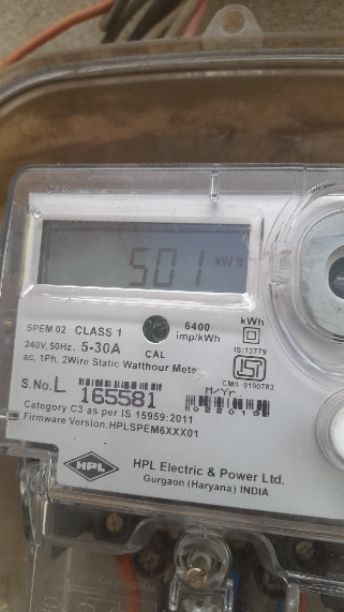 501 kWh
SPEM 02 CLASS 1
240V, 50Hz, 5-30A
CAL
6400
imp/kWh
kWh
IS:13779
ac, 1Ph. 2Wire Static Watthour Meter
CM/L
S.No. L 165581
M/Yr.
Category C3 as per IS 15959:2011
Firmware Version: HPLSPEM6XXX01
HPL
HPL Electric & Power Ltd.
Gurgaon (Haryana) INDIA